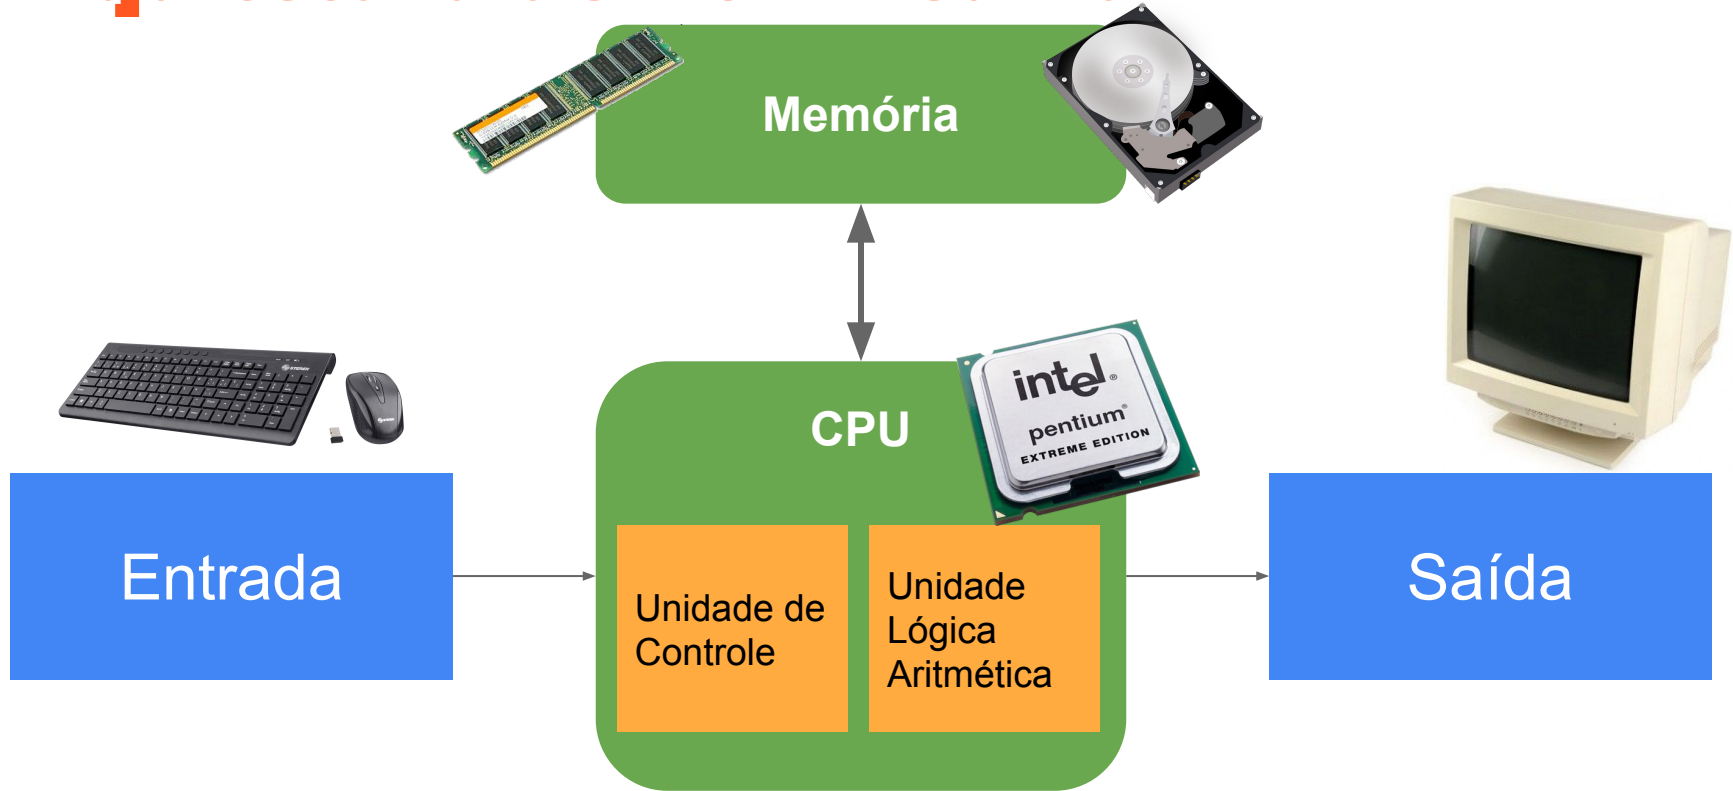 Memória
CPU
intel
pentium
EXTREME EDITION
Entrada
Unidade de
Controle
Unidade
Lógica
Aritmética
Saída